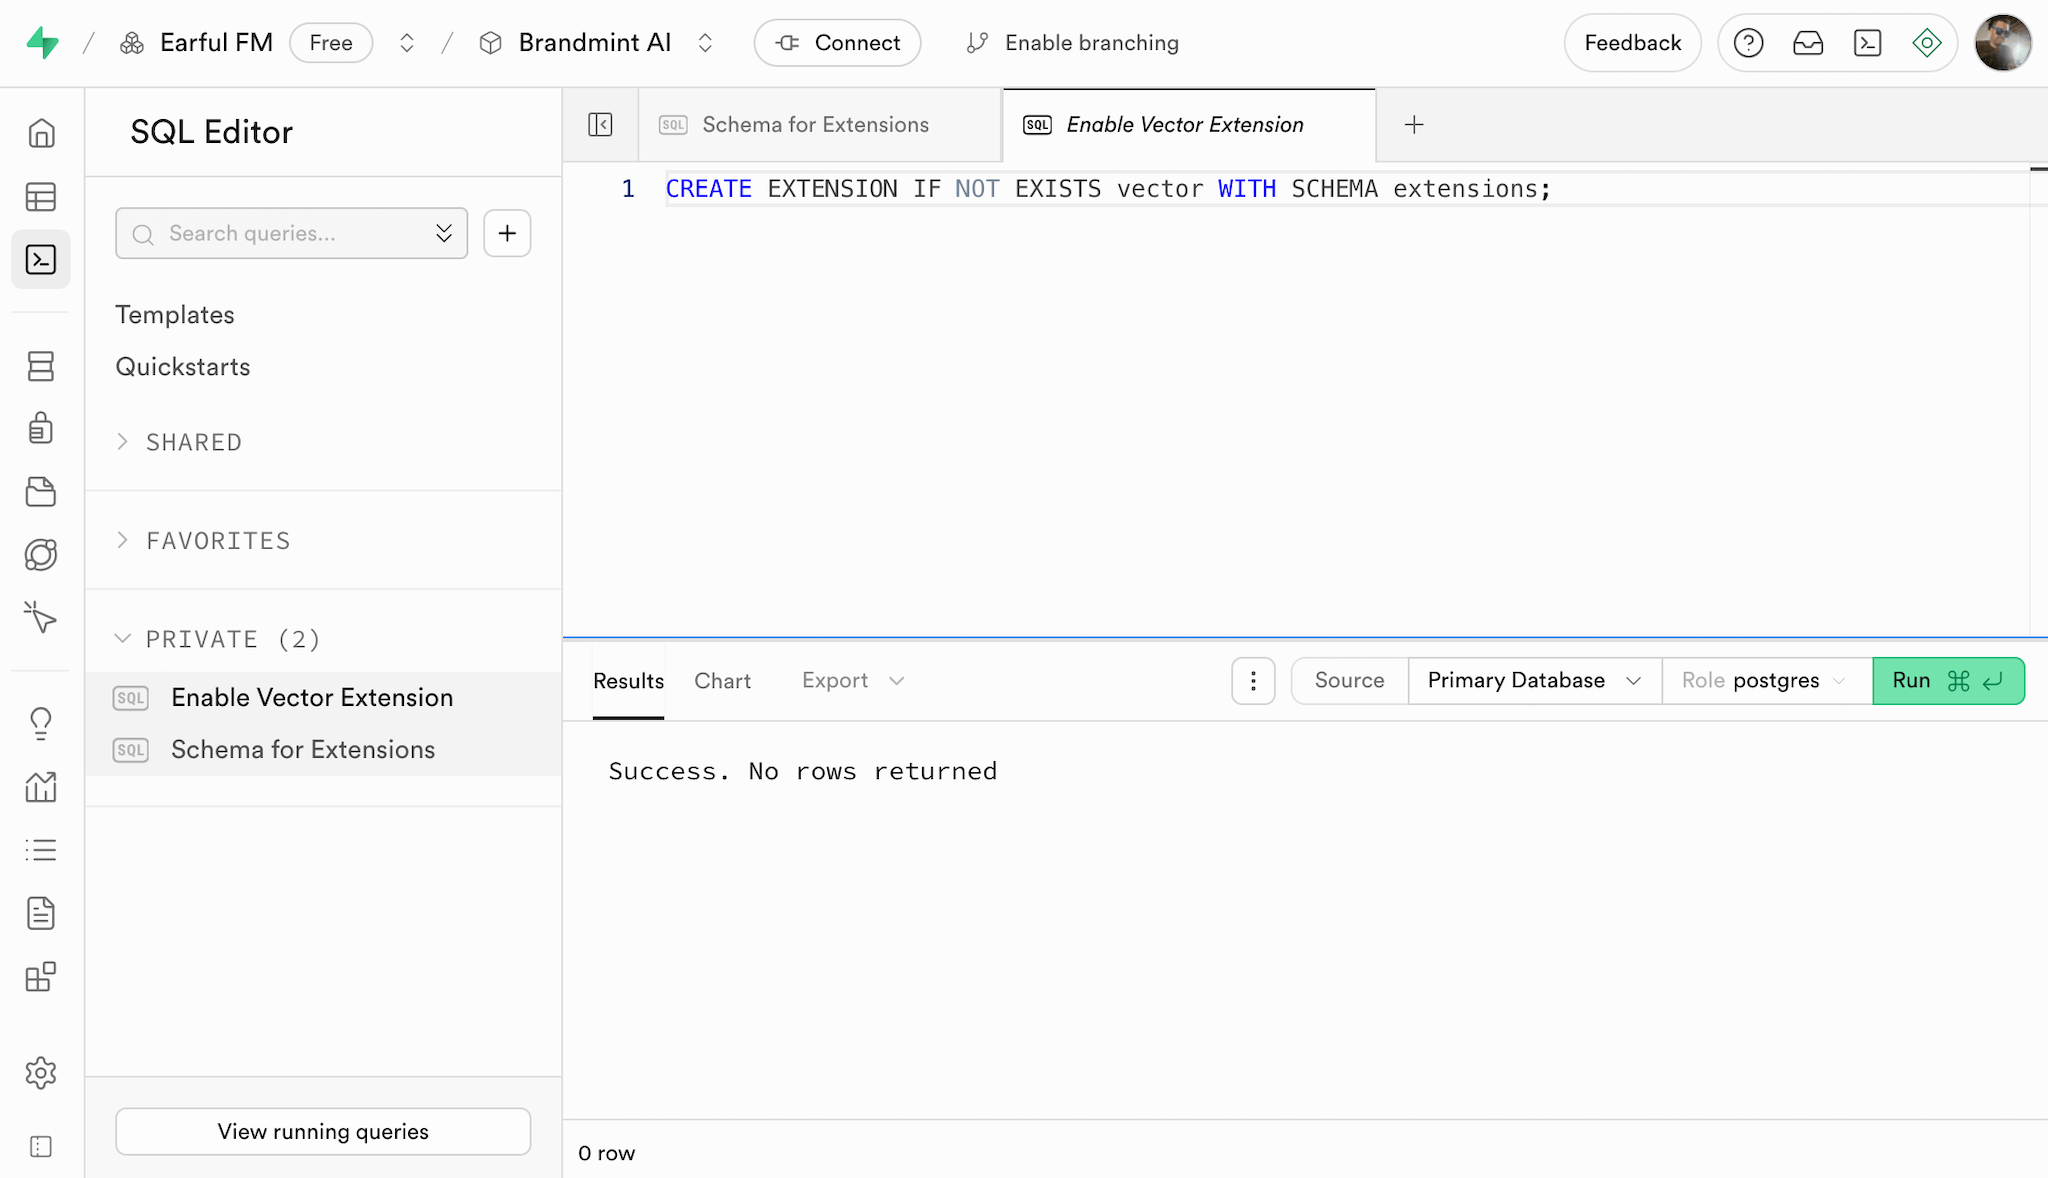 Earful FM Free Brandmint AI Connect Enable branching Feedback
SQL Editor
Search queries...
Templates
Quickstarts
SHARED
FAVORITES
PRIVATE (2)
SQL Enable Vector Extension
SQL Schema for Extensions
View running queries
SQL Schema for Extensions SQL Enable Vector Extension
1 CREATE EXTENSION IF NOT EXISTS vector WITH SCHEMA extensions;
Results Chart Export Source Primary Database Role postgres Run ⌘ ↵
Success. No rows returned
0 row